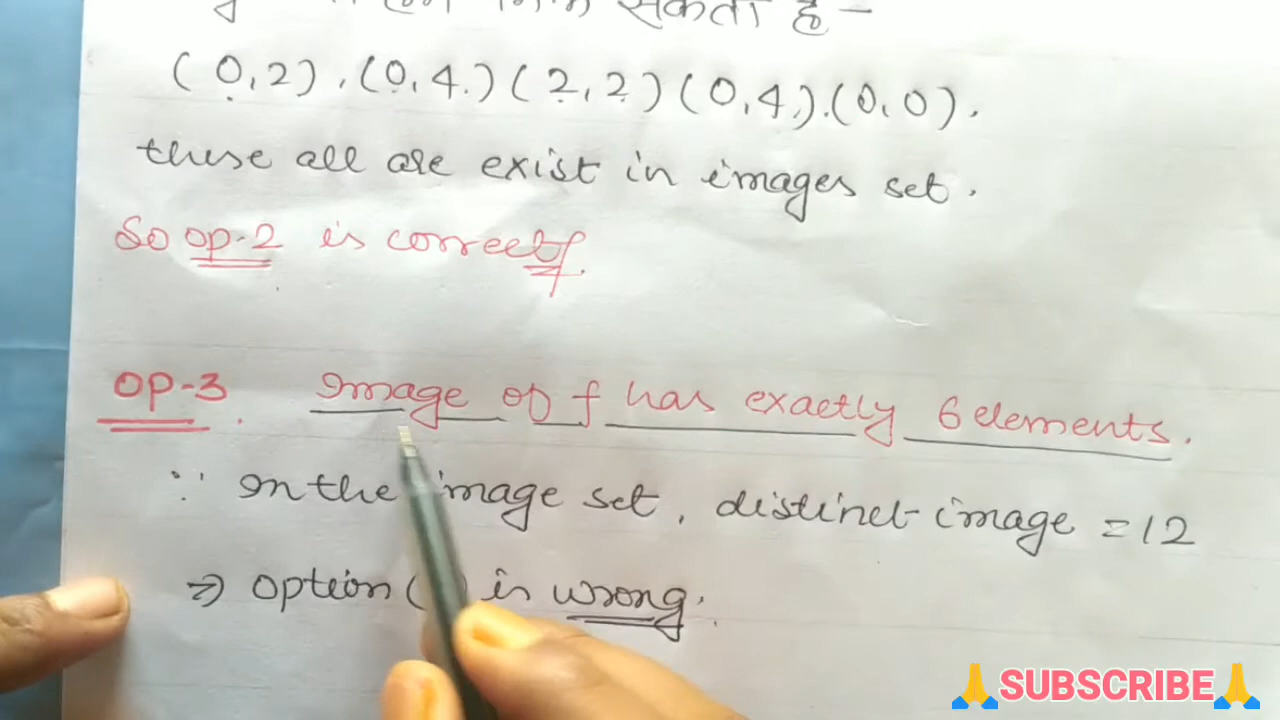 सकता है –
(0,2), (0,4.) (2,2) (0,4,).(0,0).
these all are exist in images set.
So op-2 is correct
OP-3. Image of f has exactly 6 elements.
∵ In the image set, distinct image = 12
⇒ option ( ) is wrong.
🙏SUBSCRIBE🙏